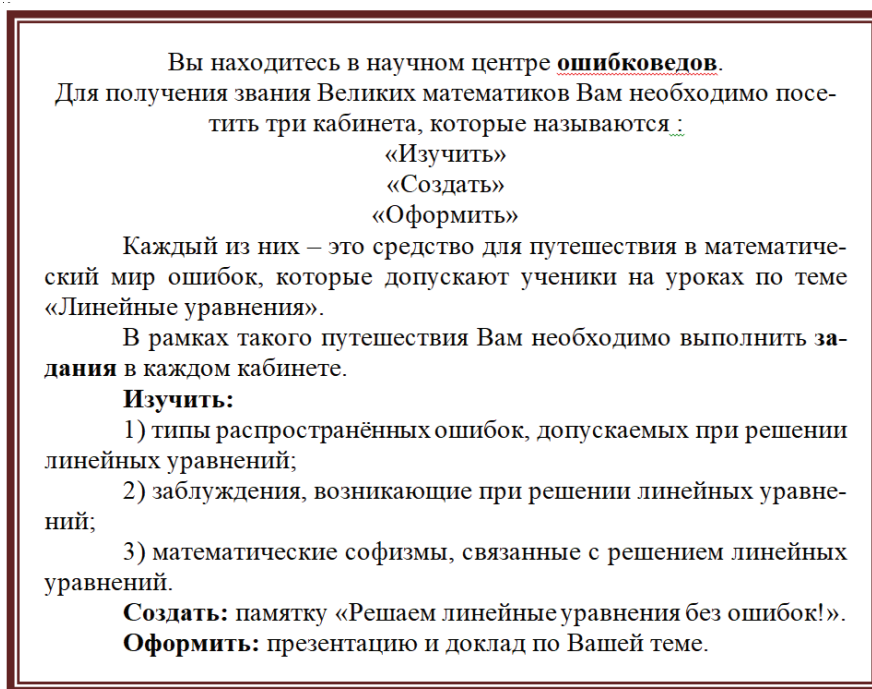 Вы находитесь в научном центре ошибковедов.
Для получения звания Великих математиков Вам необходимо посе-
тить три кабинета, которые называются :
«Изучить»
«Создать»
«Оформить»
Каждый из них – это средство для путешествия в математиче-
ский мир ошибок, которые допускают ученики на уроках по теме
«Линейные уравнения».
В рамках такого путешествия Вам необходимо выполнить за-
дания в каждом кабинете.
Изучить:
1) типы распространённых ошибок, допускаемых при решении
линейных уравнений;
2) заблуждения, возникающие при решении линейных уравне-
ний;
3) математические софизмы, связанные с решением линейных
уравнений.
Создать: памятку «Решаем линейные уравнения без ошибок!».
Оформить: презентацию и доклад по Вашей теме.